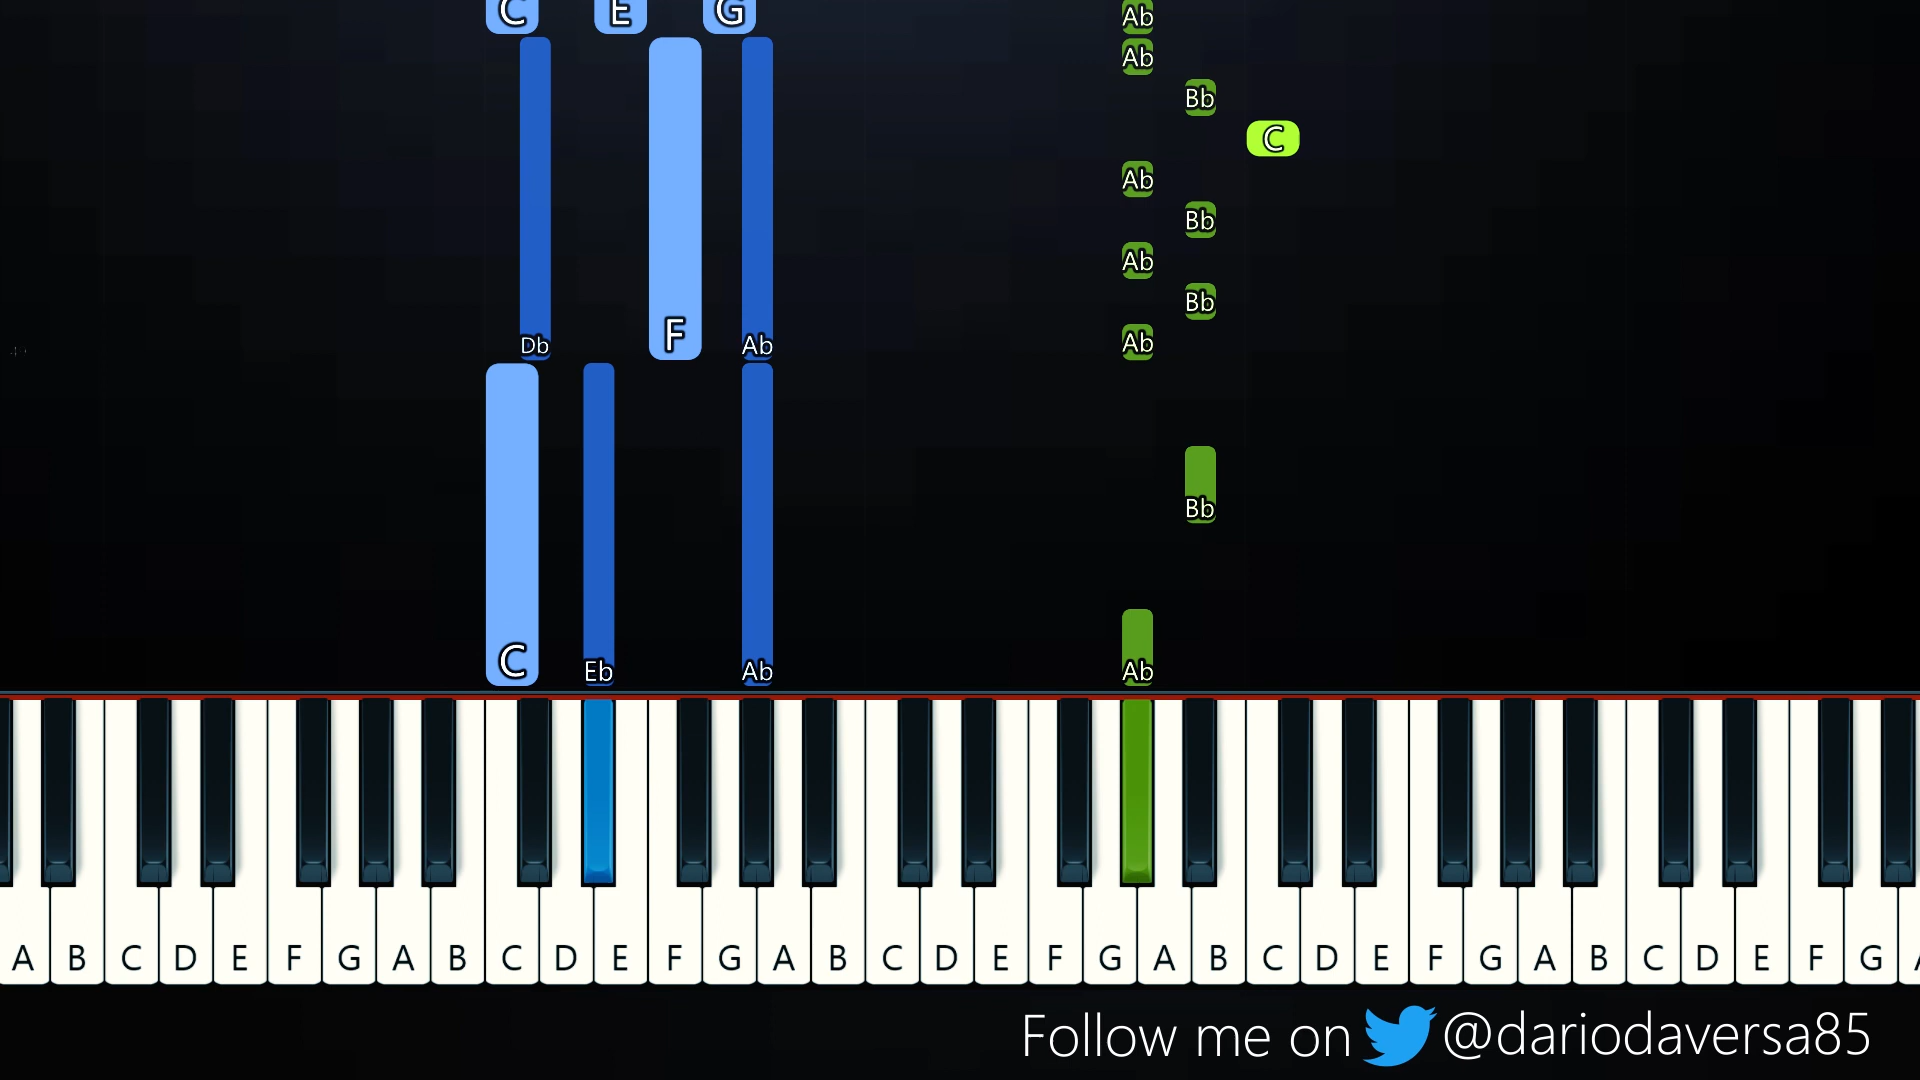 C E G Ab
Ab
Bb
C
Ab
Bb
Ab
Bb
Db F Ab Ab
Bb
C Eb Ab Ab
A B C D E F G A B C D E F G A B C D E F G A B C D E F G A B C D E F G A
Follow me on @dariodaversa85